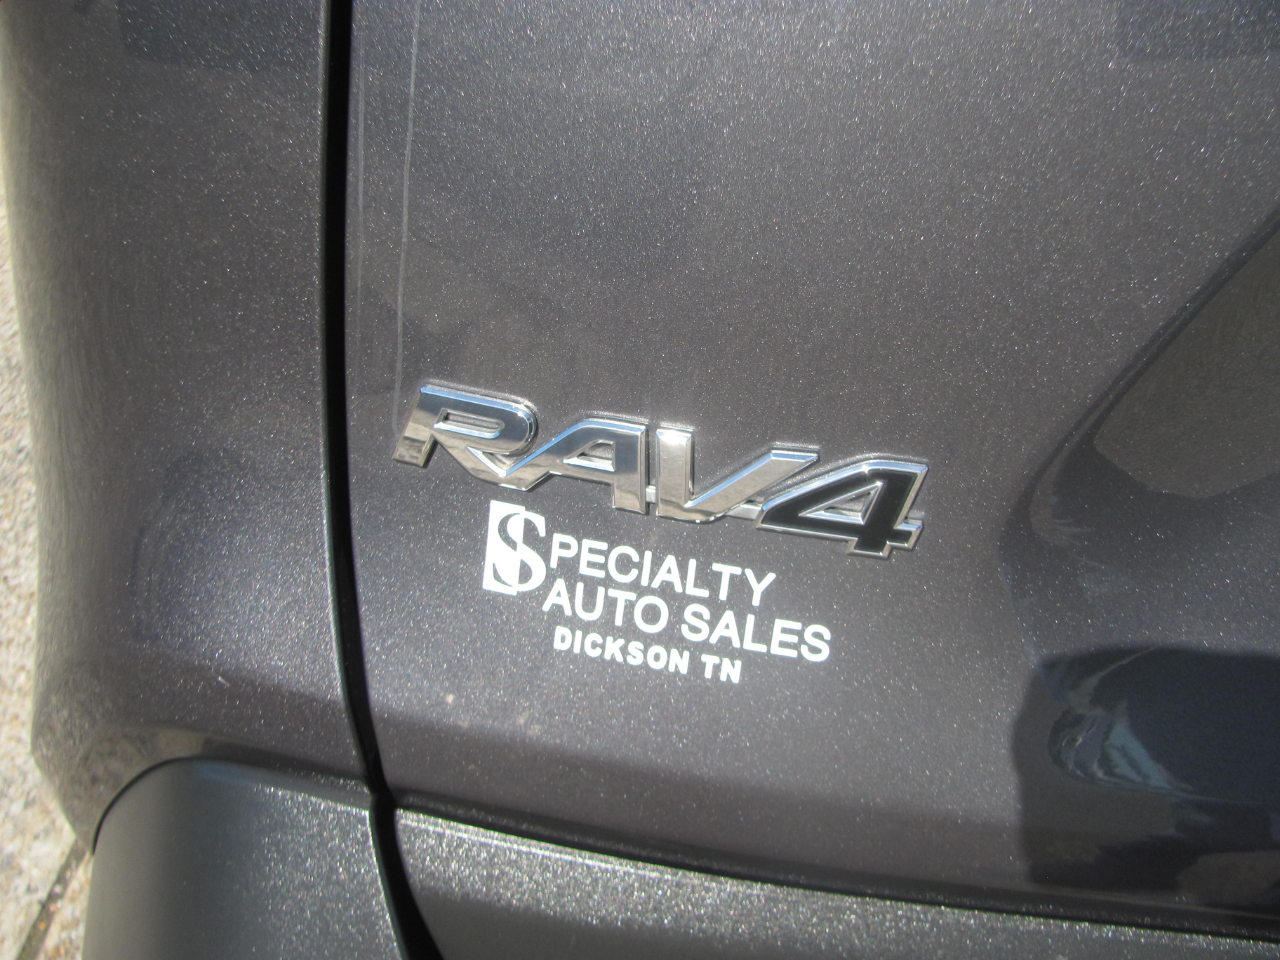 RAV4
SPECIALTY
AUTO SALES
DICKSON TN